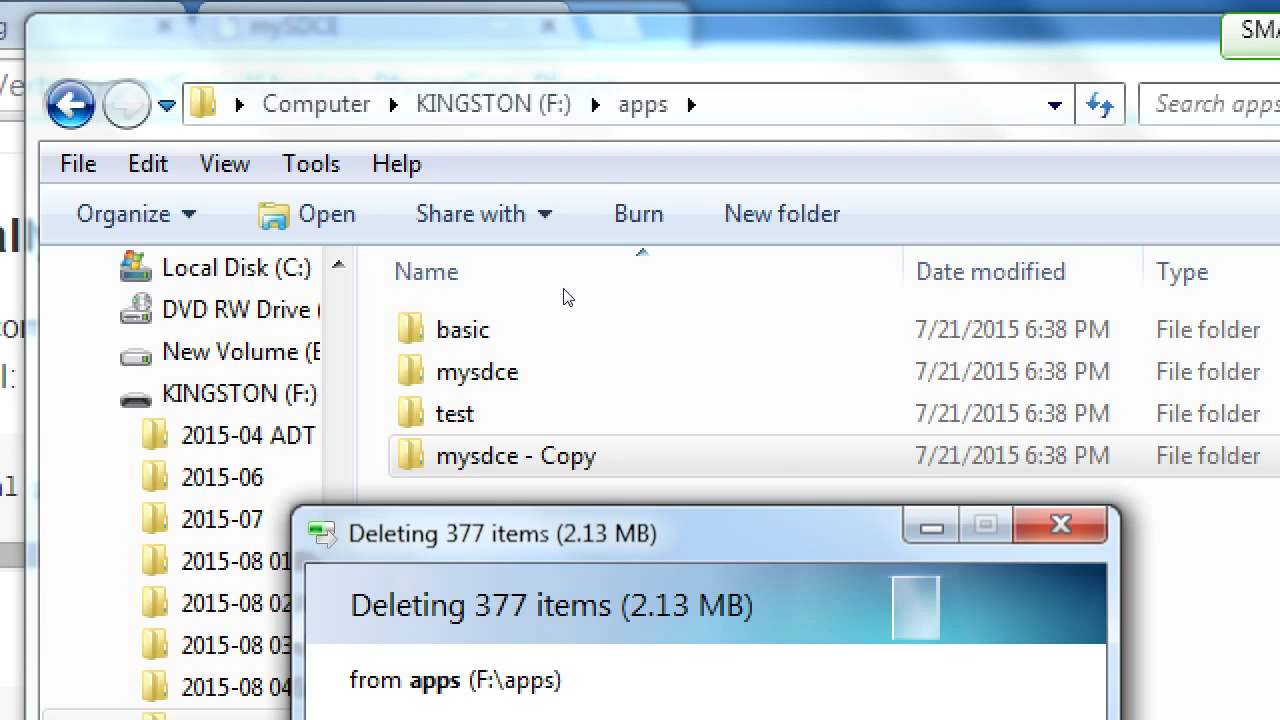 mySDCE
SMA
Computer KINGSTON (F:) apps
Search apps
File Edit View Tools Help
Organize Open Share with Burn New folder
Name Date modified Type
Local Disk (C:)
DVD RW Drive (
New Volume (E
KINGSTON (F:)
2015-04 ADT
2015-06
2015-07
2015-08 01
2015-08 02
2015-08 03
2015-08 04
basic 7/21/2015 6:38 PM File folder
mysdce 7/21/2015 6:38 PM File folder
test 7/21/2015 6:38 PM File folder
mysdce - Copy 7/21/2015 6:38 PM File folder
Deleting 377 items (2.13 MB)
Deleting 377 items (2.13 MB)
from apps (F:\apps)